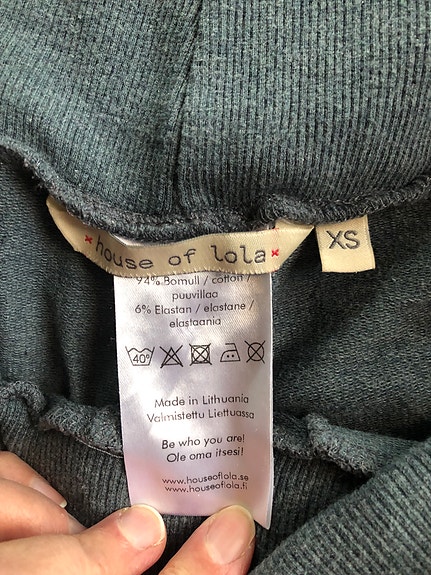 house of lola
XS
94% Bomull / cotton /
puuvillaa
6% Elastan / elastane /
elastaania
40°
Made in Lithuania
Valmistettu Liettuassa
Be who you are!
Ole oma itsesi!
www.houseoflola.se
www.houseoflola.fi